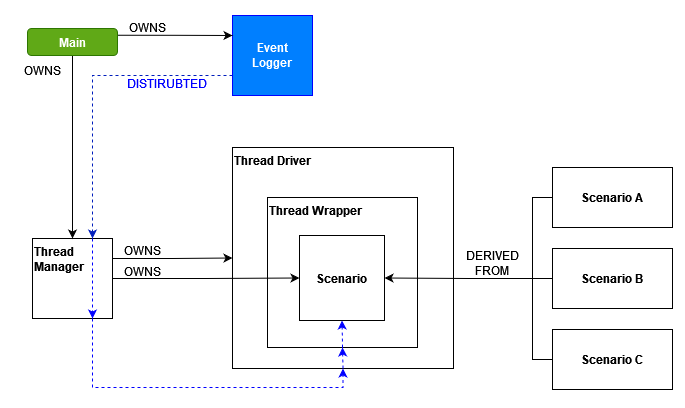 Main
OWNS
Event
Logger
OWNS
DISTIRUBTED
Thread Driver
Thread Wrapper
Scenario A
Thread
Manager
OWNS
OWNS
Scenario
DERIVED
FROM
Scenario B
Scenario C